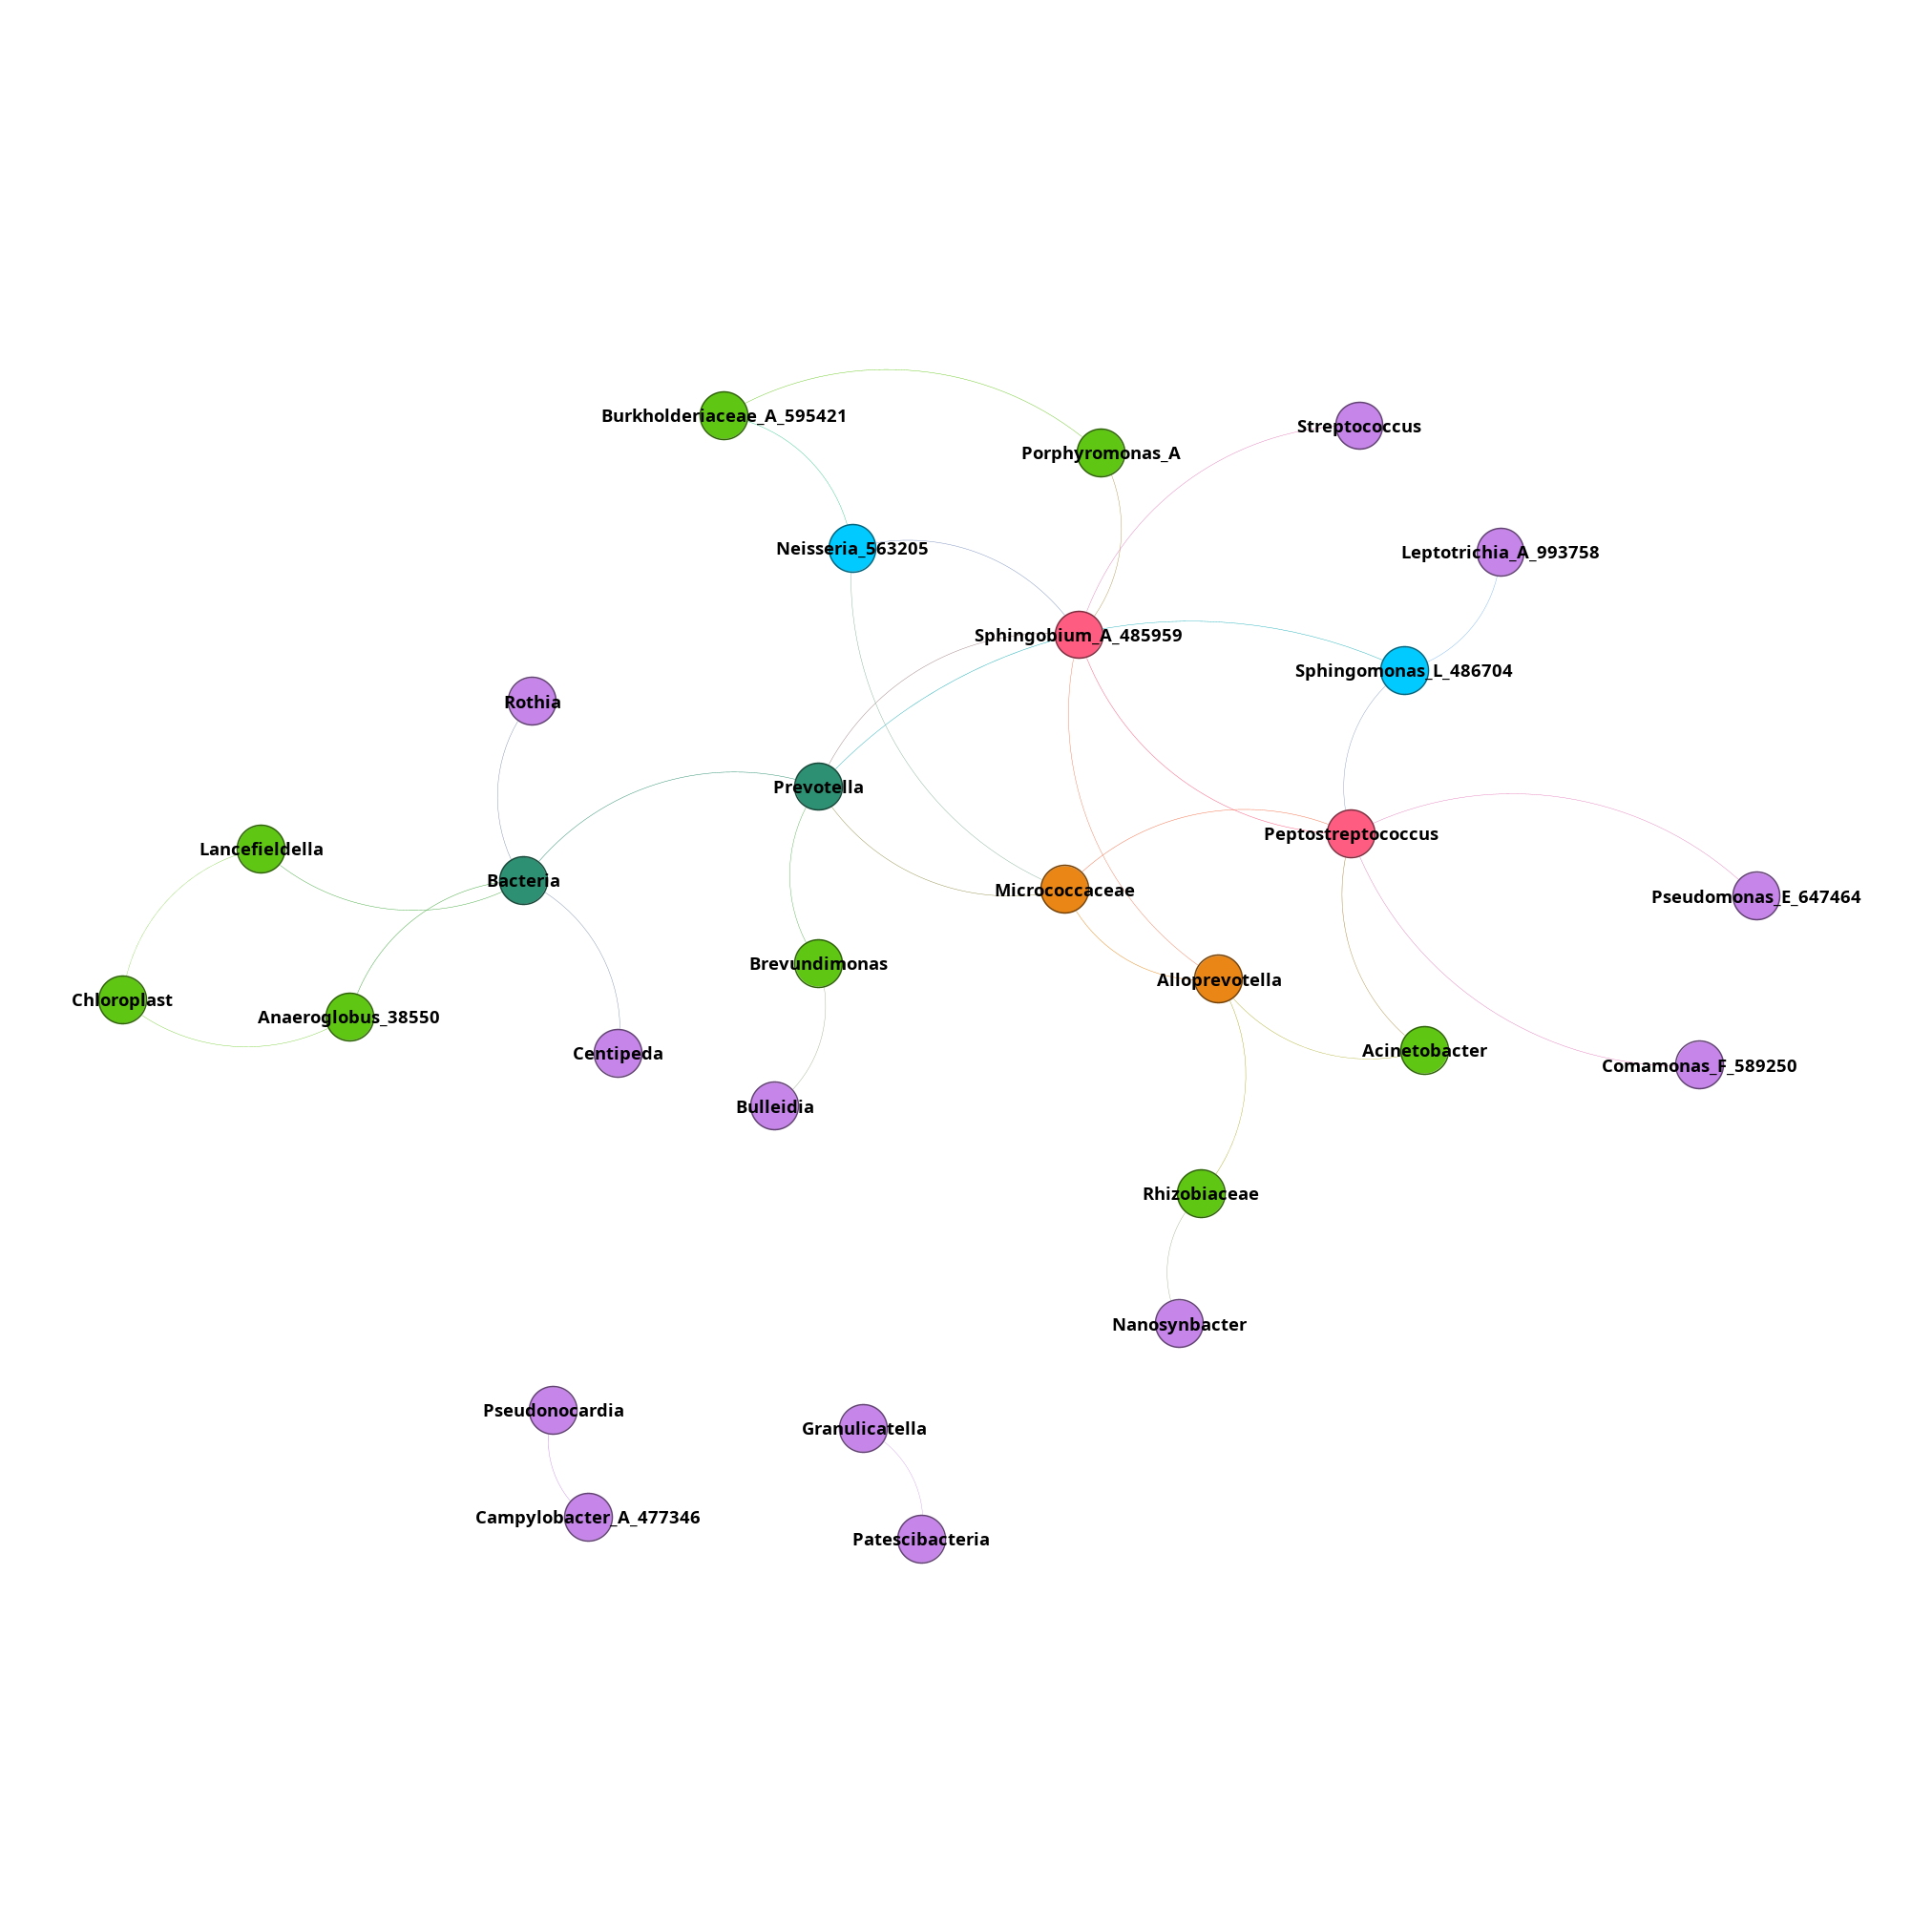 Burkholderiaceae_A_595421
Streptococcus
Porphyromonas_A
Neisseria_563205
Leptotrichia_A_993758
Sphingobium_A_485959
Sphingomonas_L_486704
Rothia
Prevotella
Peptostreptococcus
Lancefieldella
Bacteria
Micrococcaceae
Pseudomonas_E_647464
Brevundimonas
Alloprevotella
Chloroplast
Anaeroglobus_38550
Acinetobacter
Centipeda
Comamonas_F_589250
Bulleidia
Rhizobiaceae
Nanosynbacter
Pseudonocardia
Granulicatella
Campylobacter_A_477346
Patescibacteria